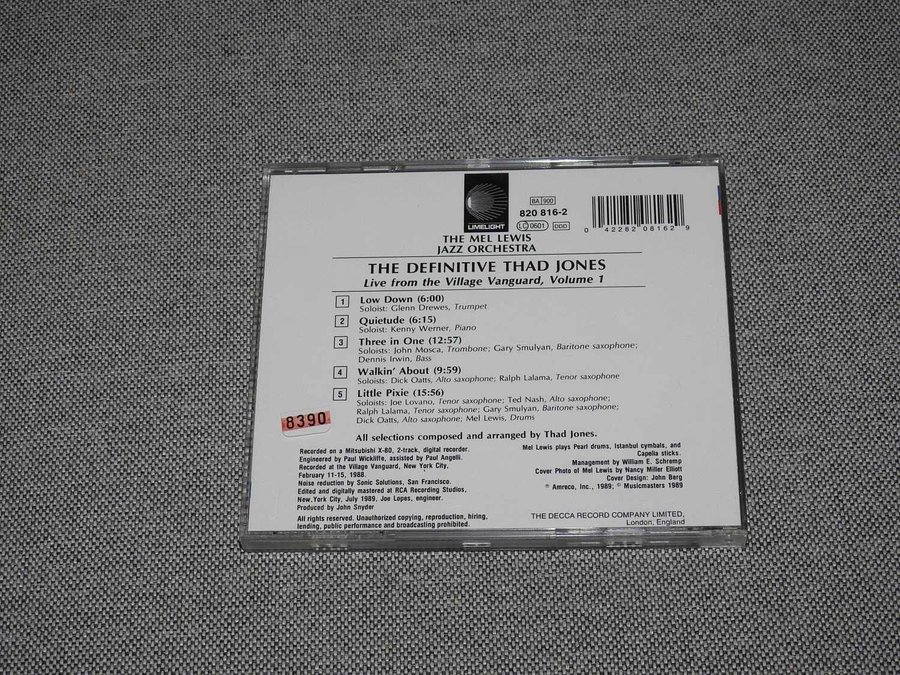 LIMELIGHT
BA 900
820 816-2
LC 0601 DDD
0 42282 08162 9
THE MEL LEWIS
JAZZ ORCHESTRA
THE DEFINITIVE THAD JONES
Live from the Village Vanguard, Volume 1
1 Low Down (6:00)
Soloist: Glenn Drewes, Trumpet
2 Quietude (6:15)
Soloist: Kenny Werner, Piano
3 Three in One (12:57)
Soloists: John Mosca, Trombone; Gary Smulyan, Baritone saxophone;
Dennis Irwin, Bass
4 Walkin' About (9:59)
Soloists: Dick Oatts, Alto saxophone; Ralph Lalama, Tenor saxophone
5 Little Pixie (15:56)
Soloists: Joe Lovano, Tenor saxophone; Ted Nash, Alto saxophone;
Ralph Lalama, Tenor saxophone; Gary Smulyan, Baritone saxophone;
Dick Oatts, Alto saxophone; Mel Lewis, Drums
8390
All selections composed and arranged by Thad Jones.
Recorded on a Mitsubishi X-80, 2-track, digital recorder.
Engineered by Paul Wickliffe, assisted by Paul Angelli.
Recorded at the Village Vanguard, New York City,
February 11-15, 1988.
Noise reduction by Sonic Solutions, San Francisco.
Edited and digitally mastered at RCA Recording Studios,
New York City, July 1989, Joe Lopes, engineer.
Produced by John Snyder
All rights reserved. Unauthorized copying, reproduction, hiring,
lending, public performance and broadcasting prohibited.
Mel Lewis plays Pearl drums, Istanbul cymbals, and
Capella sticks.
Management by William E. Schremp
Cover Photo of Mel Lewis by Nancy Miller Elliott
Cover Design: John Berg
℗ Amreco, Inc., 1989; © Musicmasters 1989
THE DECCA RECORD COMPANY LIMITED,
London, England